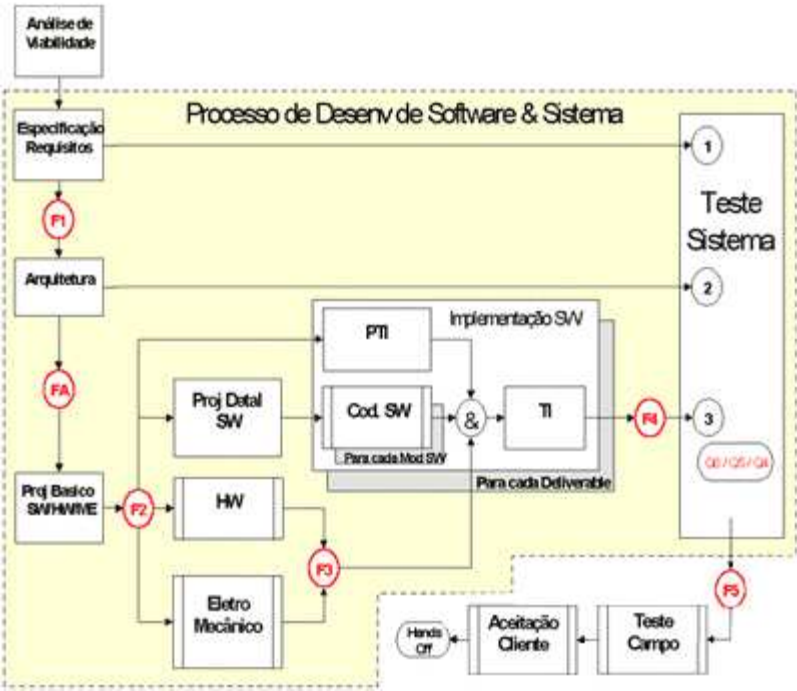 Análise de
Viabilidade
Processo de Desenv de Software & Sistema
Especificação
Requisitos
1
F1
Teste
Sistema
Arquitetura
2
Implementação SW
PTI
FA
Proj Detal
SW
Cod. SW
&
TI
F4
3
Para cada Mod SW
Para cada Deliverable
Proj Basico
SW/HW/ME
F2
HW
F3
F5
Eletro
Mecânico
Hands
Off
Aceitação
Cliente
Teste
Campo